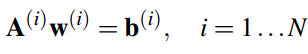 𝐀⁽ⁱ⁾𝐰⁽ⁱ⁾ = 𝐛⁽ⁱ⁾,   i = 1…N